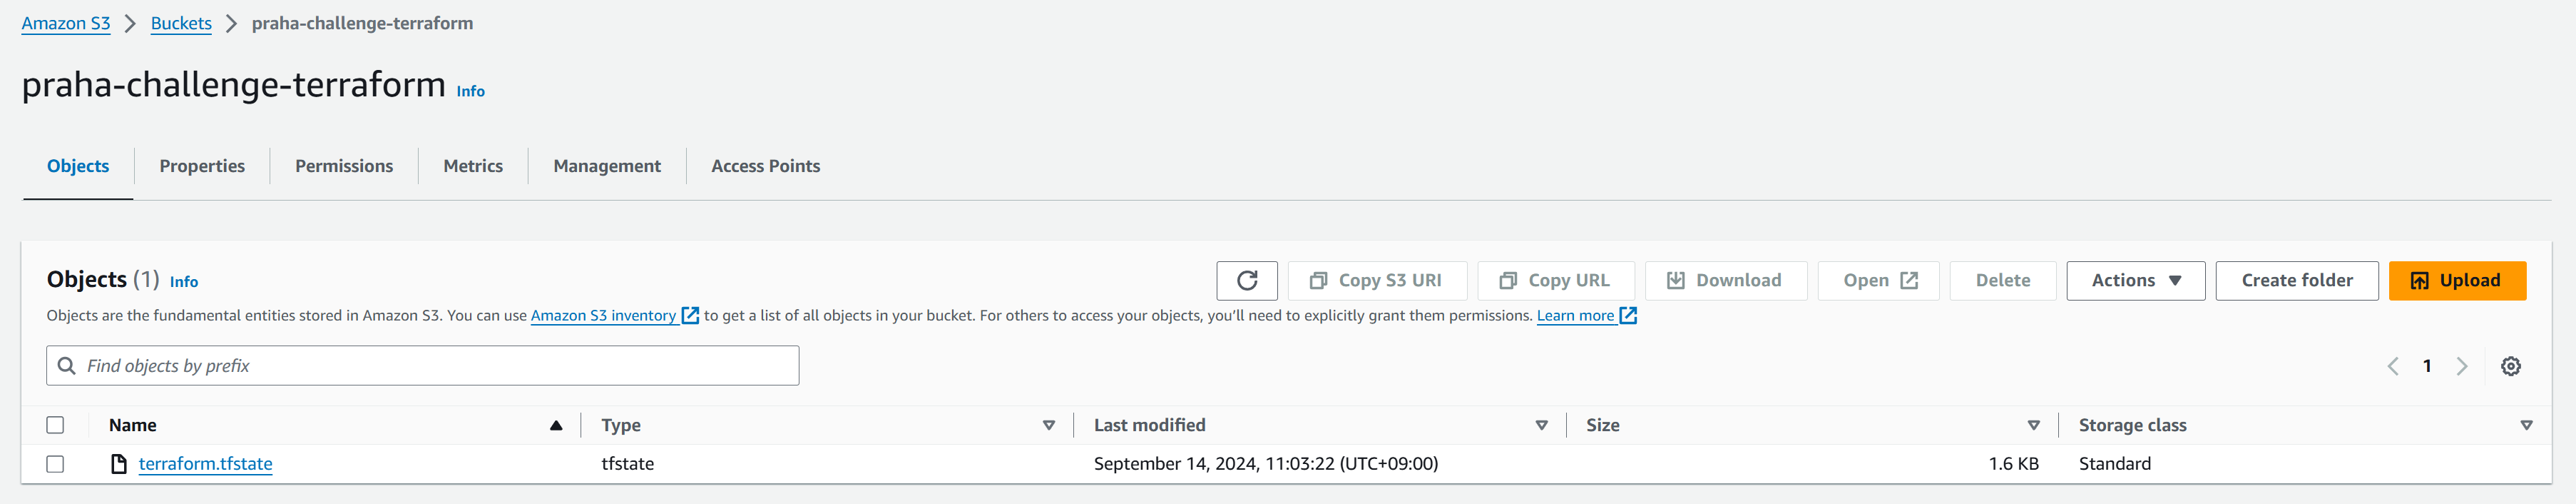 Amazon S3 > Buckets > praha-challenge-terraform
praha-challenge-terraform Info
Objects Properties Permissions Metrics Management Access Points
Objects (1) Info
Copy S3 URI Copy URL Download Open Delete Actions Create folder Upload
Objects are the fundamental entities stored in Amazon S3. You can use Amazon S3 inventory to get a list of all objects in your bucket. For others to access your objects, you'll need to explicitly grant them permissions. Learn more
Find objects by prefix
1
Name Type Last modified Size Storage class
terraform.tfstate tfstate September 14, 2024, 11:03:22 (UTC+09:00) 1.6 KB Standard